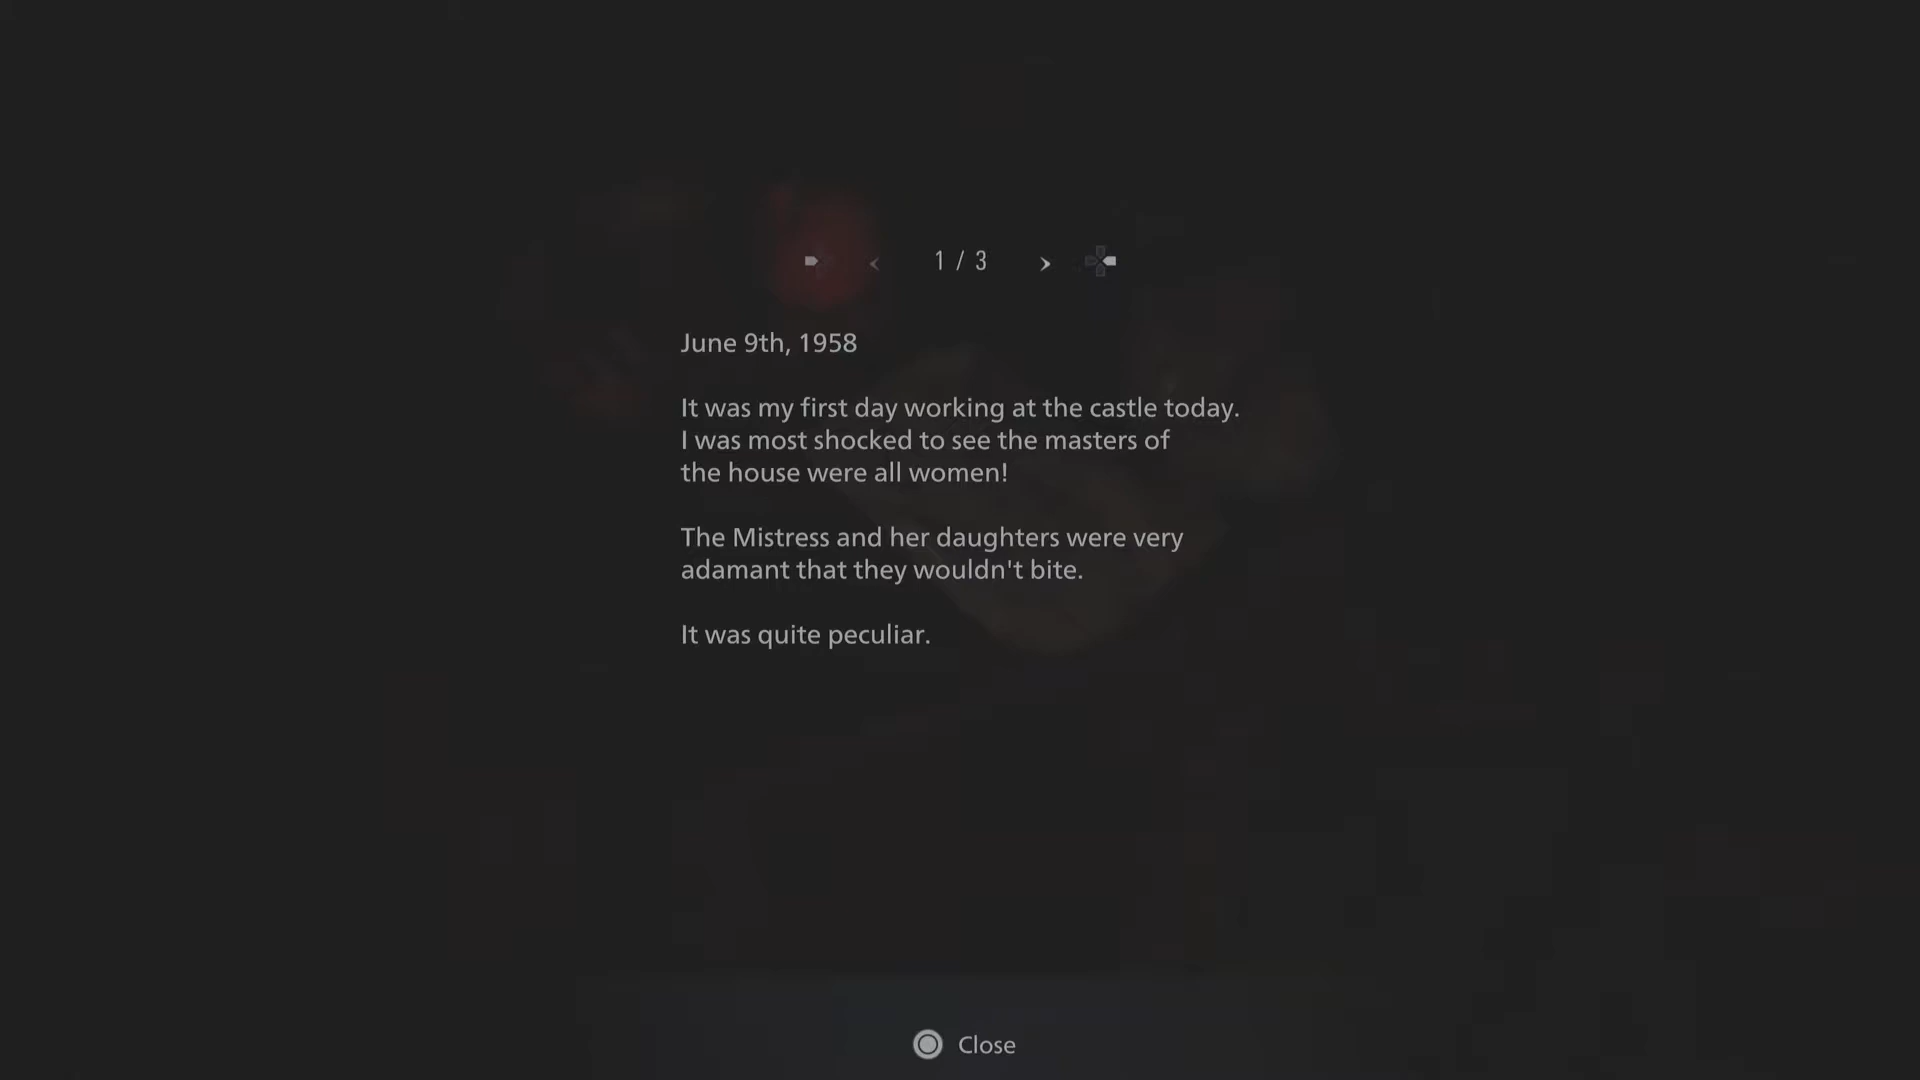 1 / 3
June 9th, 1958
It was my first day working at the castle today.
I was most shocked to see the masters of
the house were all women!
The Mistress and her daughters were very
adamant that they wouldn't bite.
It was quite peculiar.
Close